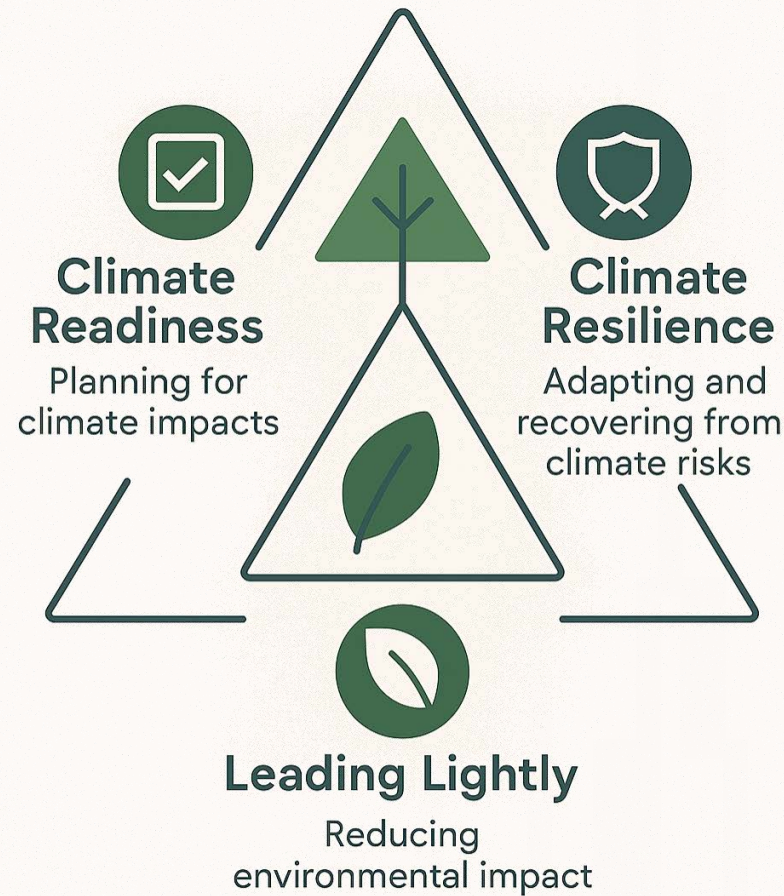 Climate
Readiness
Planning for
climate impacts
Climate
Resilience
Adapting and
recovering from
climate risks
Leading Lightly
Reducing
environmental impact